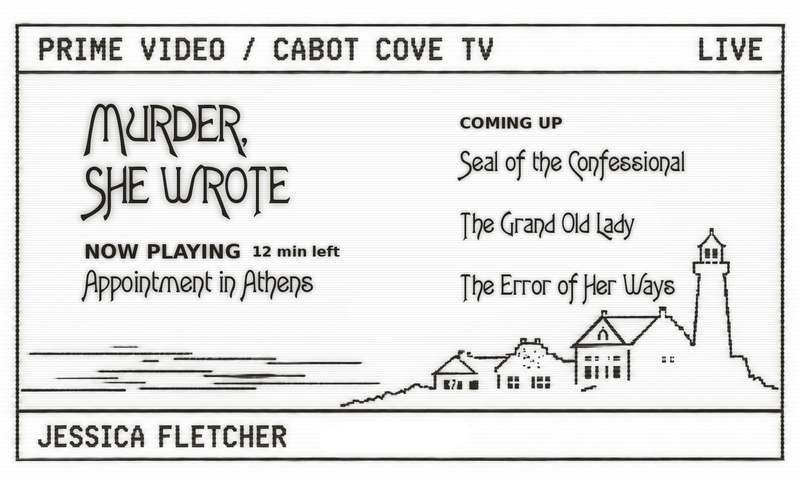 PRIME VIDEO / CABOT COVE TV
LIVE
MURDER,
SHE WROTE
NOW PLAYING 12 min left
Appointment in Athens
COMING UP
Seal of the Confessional
The Grand Old Lady
The Error of Her Ways
JESSICA FLETCHER